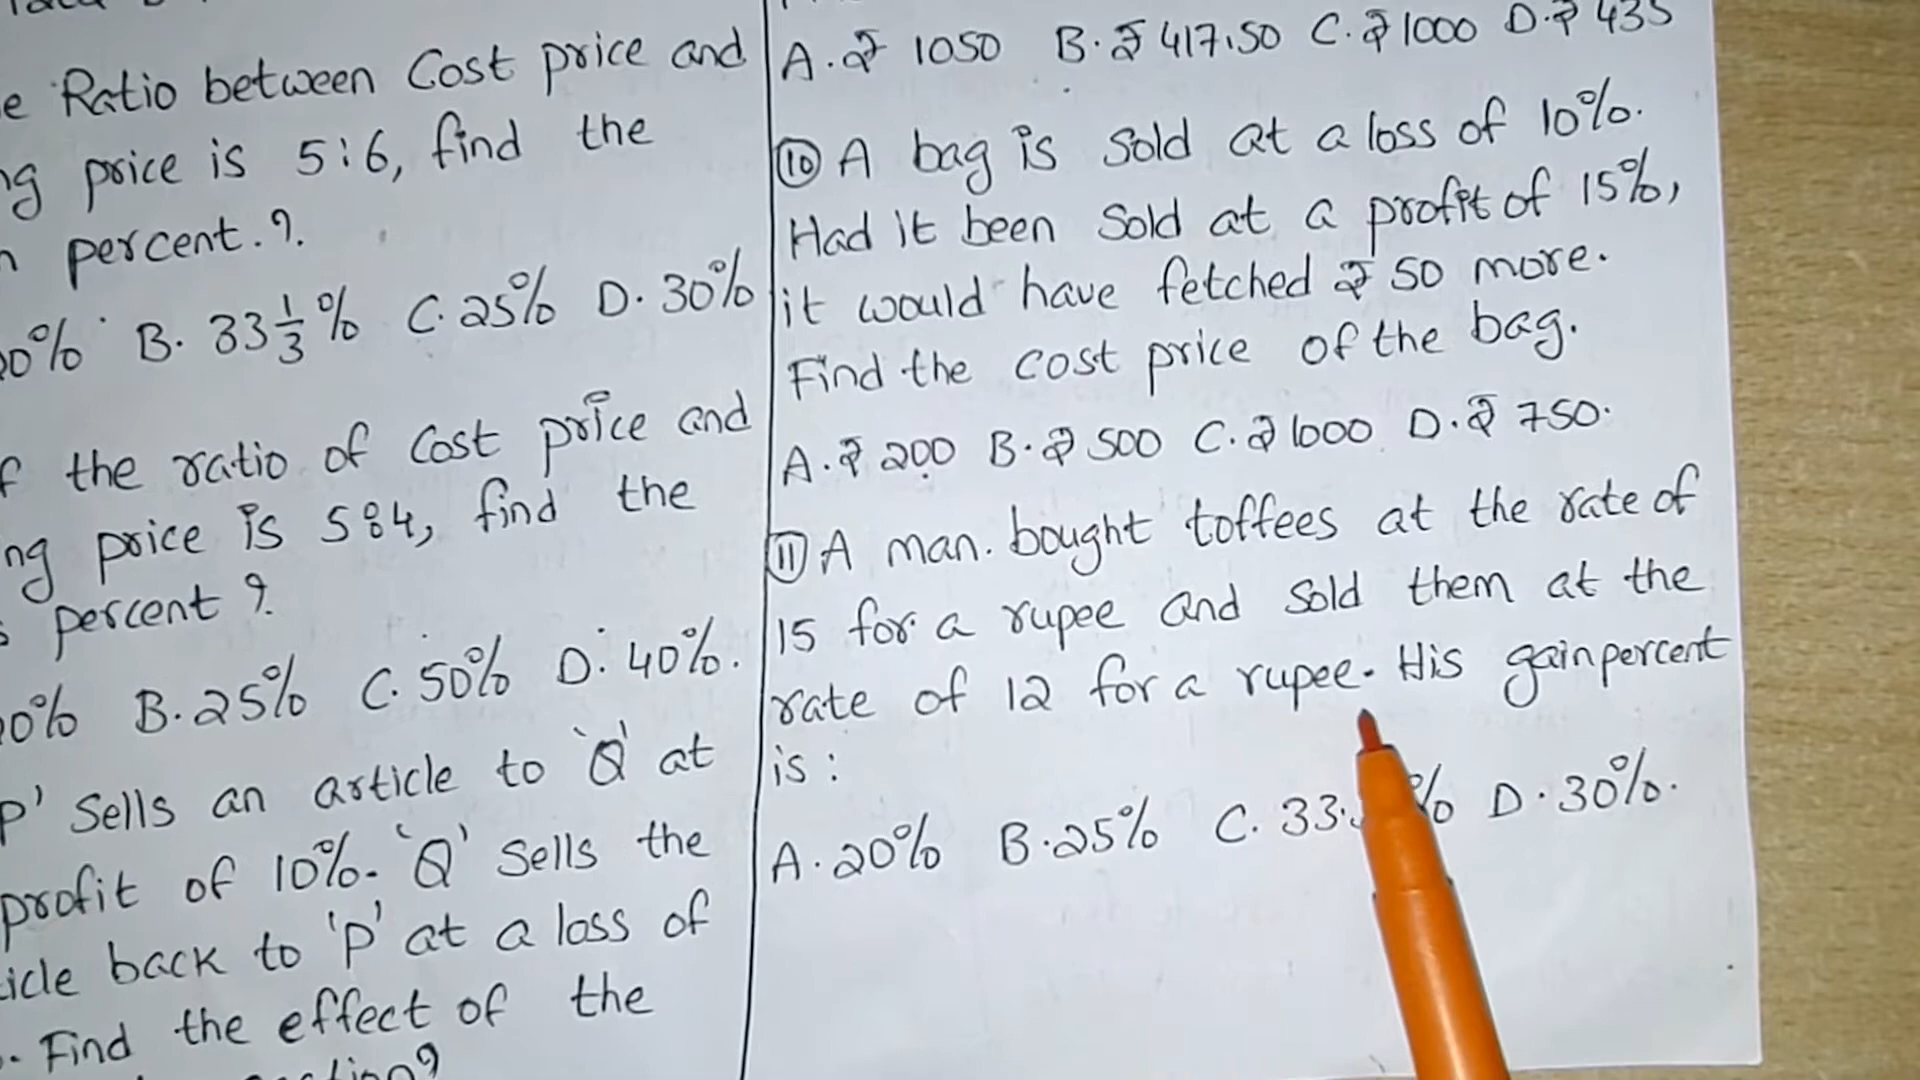 e Ratio between Cost price and
ng price is 5:6, find the
n percent.?.
0% B. 33 1/3 % C. 25% D. 30%
f the ratio of Cost price and
ng price is 5:4, find the
s percent ?.
0% B. 25% C. 50% D. 40%.
P' Sells an article to 'Q' at
profit of 10%. 'Q' Sells the
icle back to 'P' at a loss of
. Find the effect of the
A. ₹ 1050 B. ₹ 417.50 C. ₹ 1000 D. ₹ 435
⑩ A bag is Sold at a loss of 10%.
Had it been Sold at a profit of 15%,
it would have fetched ₹ 50 more.
Find the cost price of the bag.
A. ₹ 200 B. ₹ 500 C. ₹ 1000 D. ₹ 750.
⑪ A man. bought toffees at the rate of
15 for a rupee and Sold them at the
rate of 12 for a rupee. His gain percent
is :
A. 20% B. 25% C. 33. % D. 30%.